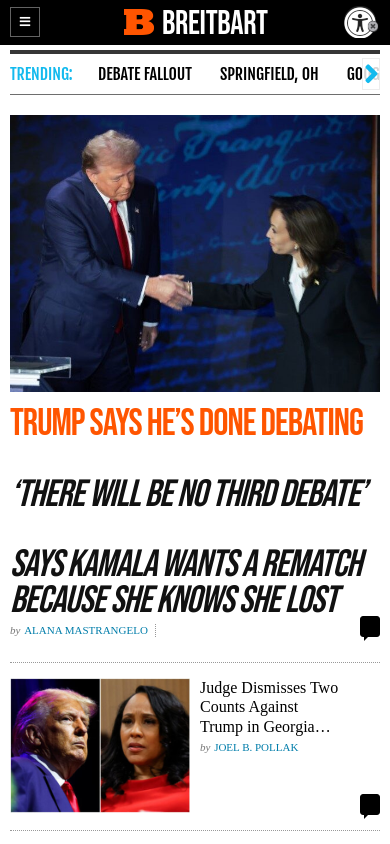 B BREITBART
TRENDING:
DEBATE FALLOUT
SPRINGFIELD, OH
GO
TRUMP SAYS HE’S DONE DEBATING
‘THERE WILL BE NO THIRD DEBATE’
SAYS KAMALA WANTS A REMATCH
BECAUSE SHE KNOWS SHE LOST
by ALANA MASTRANGELO
Judge Dismisses Two
Counts Against
Trump in Georgia…
by JOEL B. POLLAK